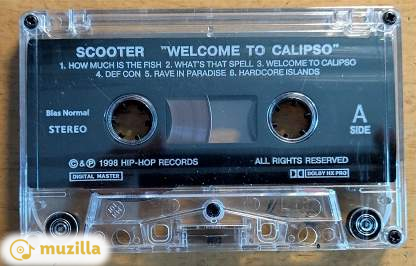 SCOOTER "WELCOME TO CALIPSO"
1. HOW MUCH IS THE FISH 2. WHAT'S THAT SPELL 3. WELCOME TO CALIPSO
4. DEF CON 5. RAVE IN PARADISE 6. HARDCORE ISLANDS
Bias Normal
STEREO
A
SIDE
©&℗ 1998 HIP-HOP RECORDS ALL RIGHTS RESERVED
DIGITAL MASTER DOLBY HX PRO
muzilla